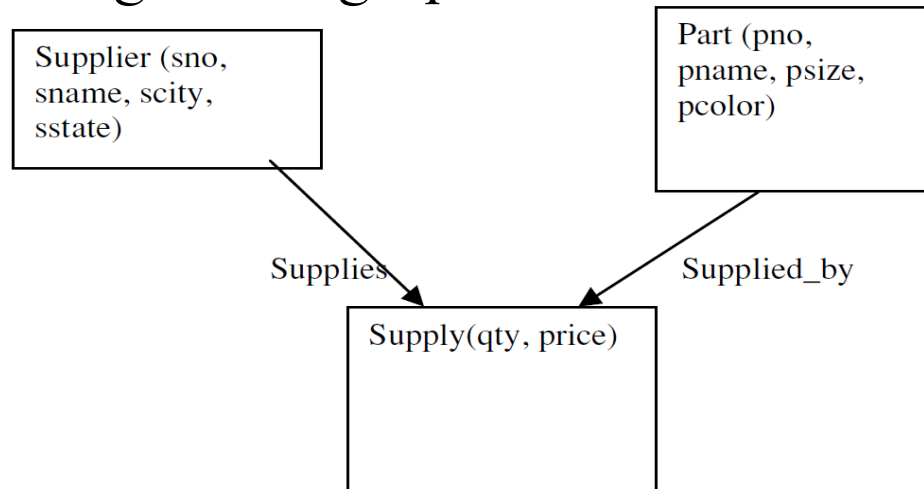 Supplier (sno,
sname, scity,
sstate)
Part (pno,
pname, psize,
pcolor)
Supplies
Supplied_by
Supply(qty, price)